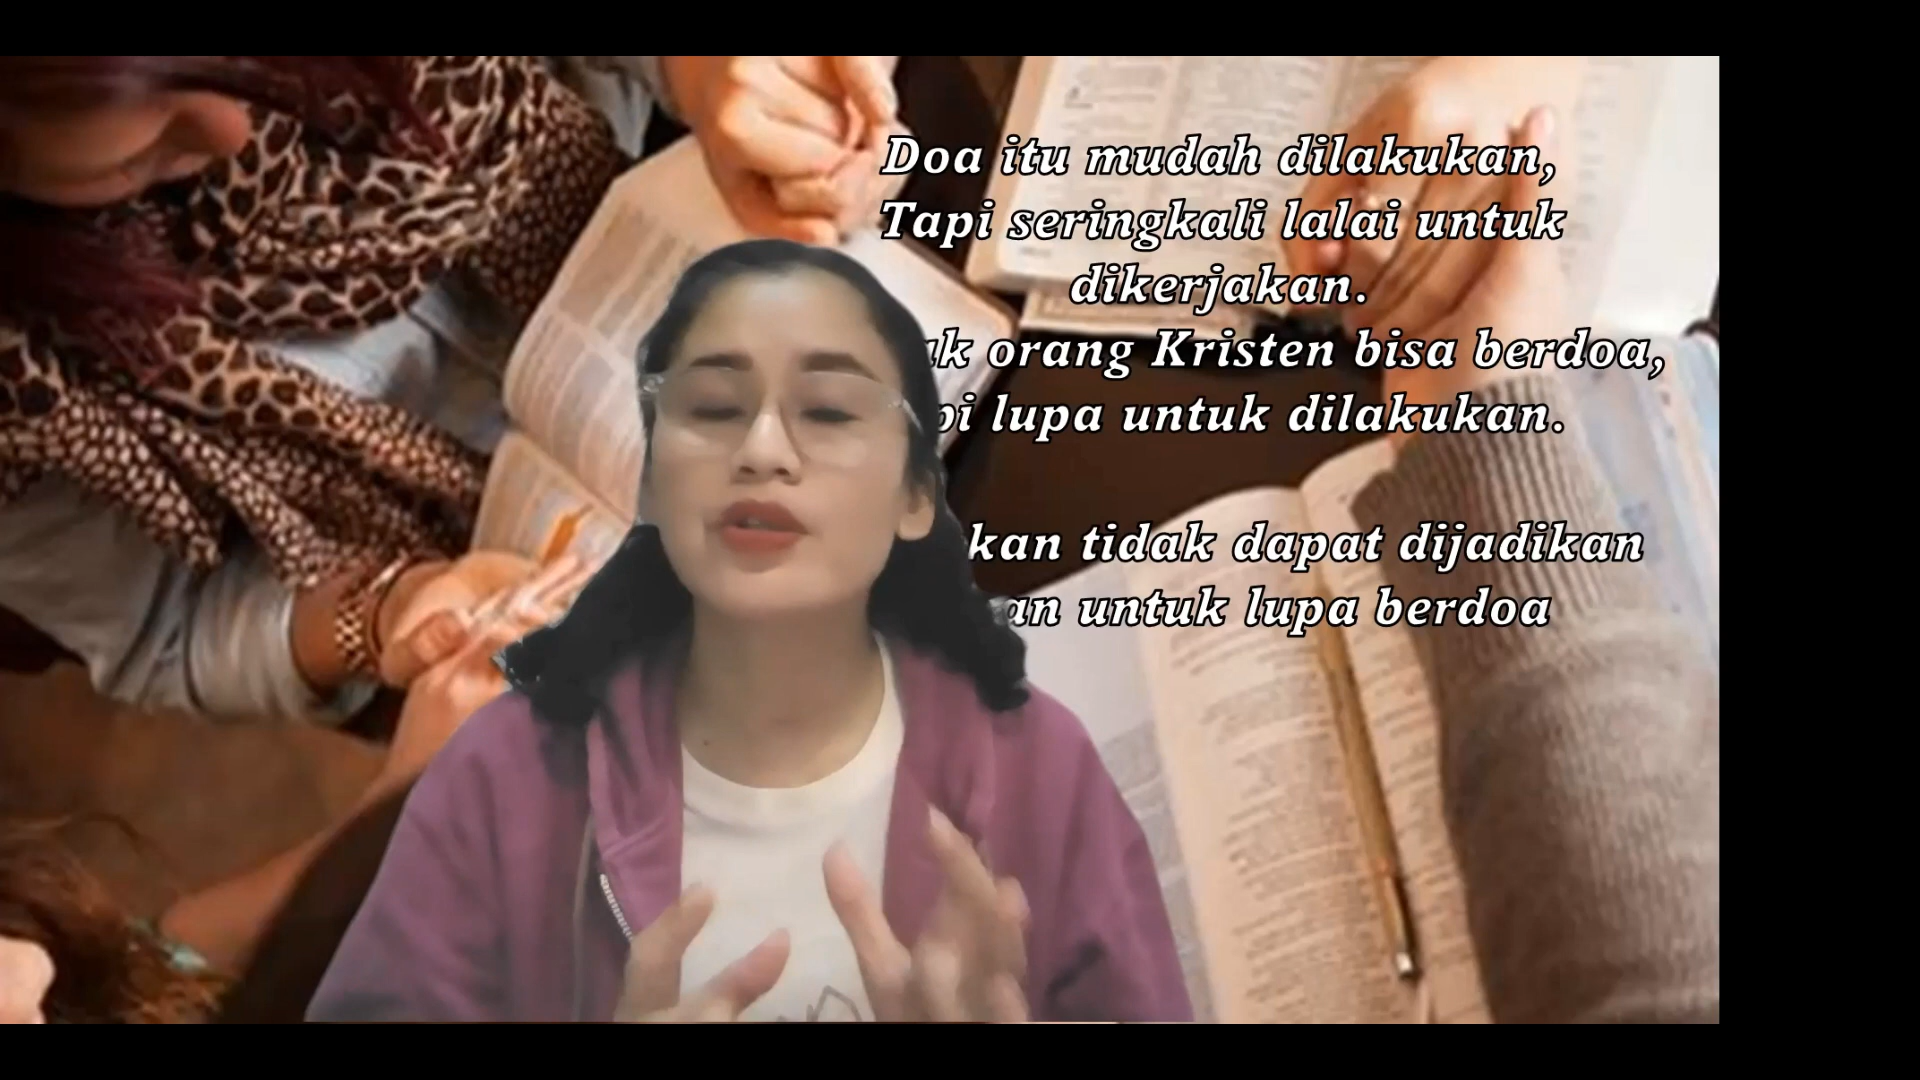 Doa itu mudah dilakukan,
Tapi seringkali lalai untuk
dikerjakan.
orang Kristen bisa berdoa,
lupa untuk dilakukan.
tidak dapat dijadikan
untuk lupa berdoa